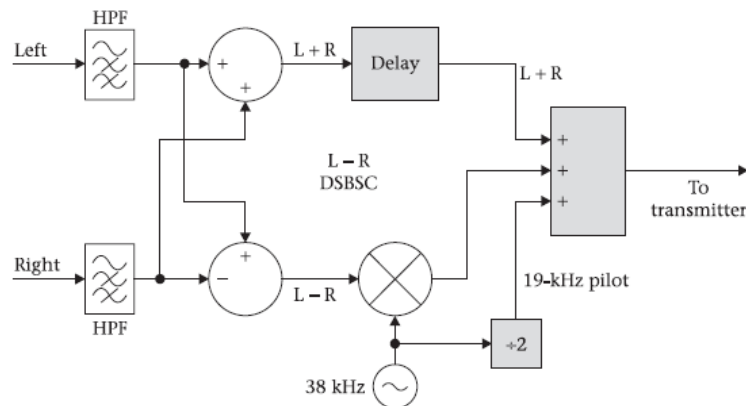 HPF
Left
+
+
L + R
Delay
L + R
L – R
DSBSC
+
+
+
To
transmitter
Right
HPF
+
–
L – R
19-kHz pilot
÷2
38 kHz